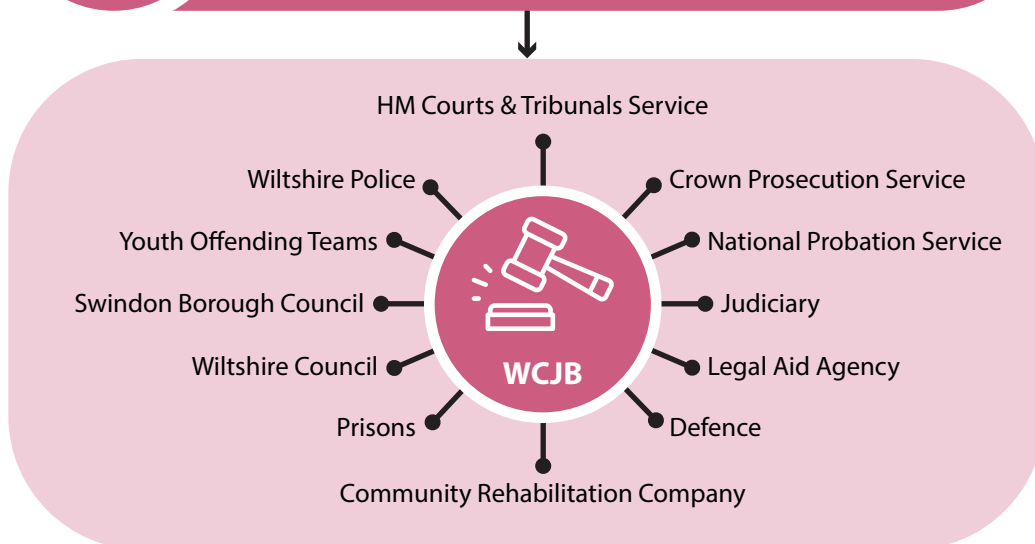 HM Courts & Tribunals Service
Wiltshire Police
Crown Prosecution Service
Youth Offending Teams
National Probation Service
Swindon Borough Council
Judiciary
WCJB
Wiltshire Council
Legal Aid Agency
Prisons
Defence
Community Rehabilitation Company